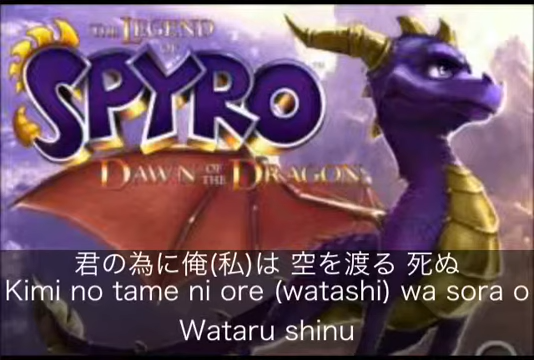 THE LEGEND
OF
SPYRO™
DAWN OF THE DRAGON
君の為に俺(私)は 空を渡る 死ぬ
Kimi no tame ni ore (watashi) wa sora o
Wataru shinu